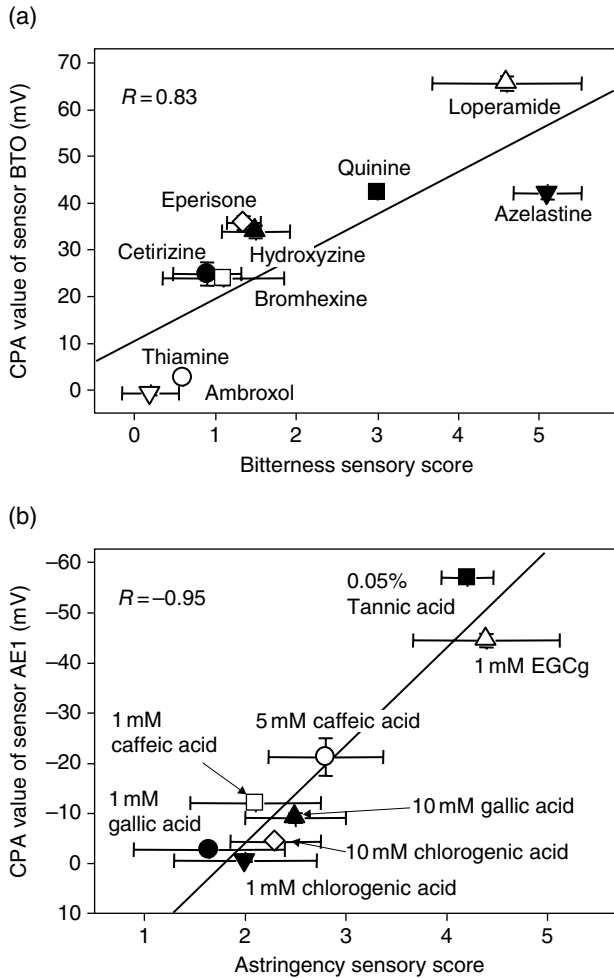 (a)
70
60
50
40
30
20
10
0
CPA value of sensor BTO (mV)
R = 0.83
Loperamide
Quinine
Azelastine
Eperisone
Hydroxyzine
Cetirizine
Bromhexine
Thiamine
Ambroxol
0 1 2 3 4 5
Bitterness sensory score
(b)
–60
–50
–40
–30
–20
–10
0
10
CPA value of sensor AE1 (mV)
R = –0.95
0.05%
Tannic acid
1 mM EGCg
5 mM caffeic acid
1 mM
caffeic acid
1 mM
gallic acid
10 mM gallic acid
10 mM chlorogenic acid
1 mM chlorogenic acid
1 2 3 4 5
Astringency sensory score